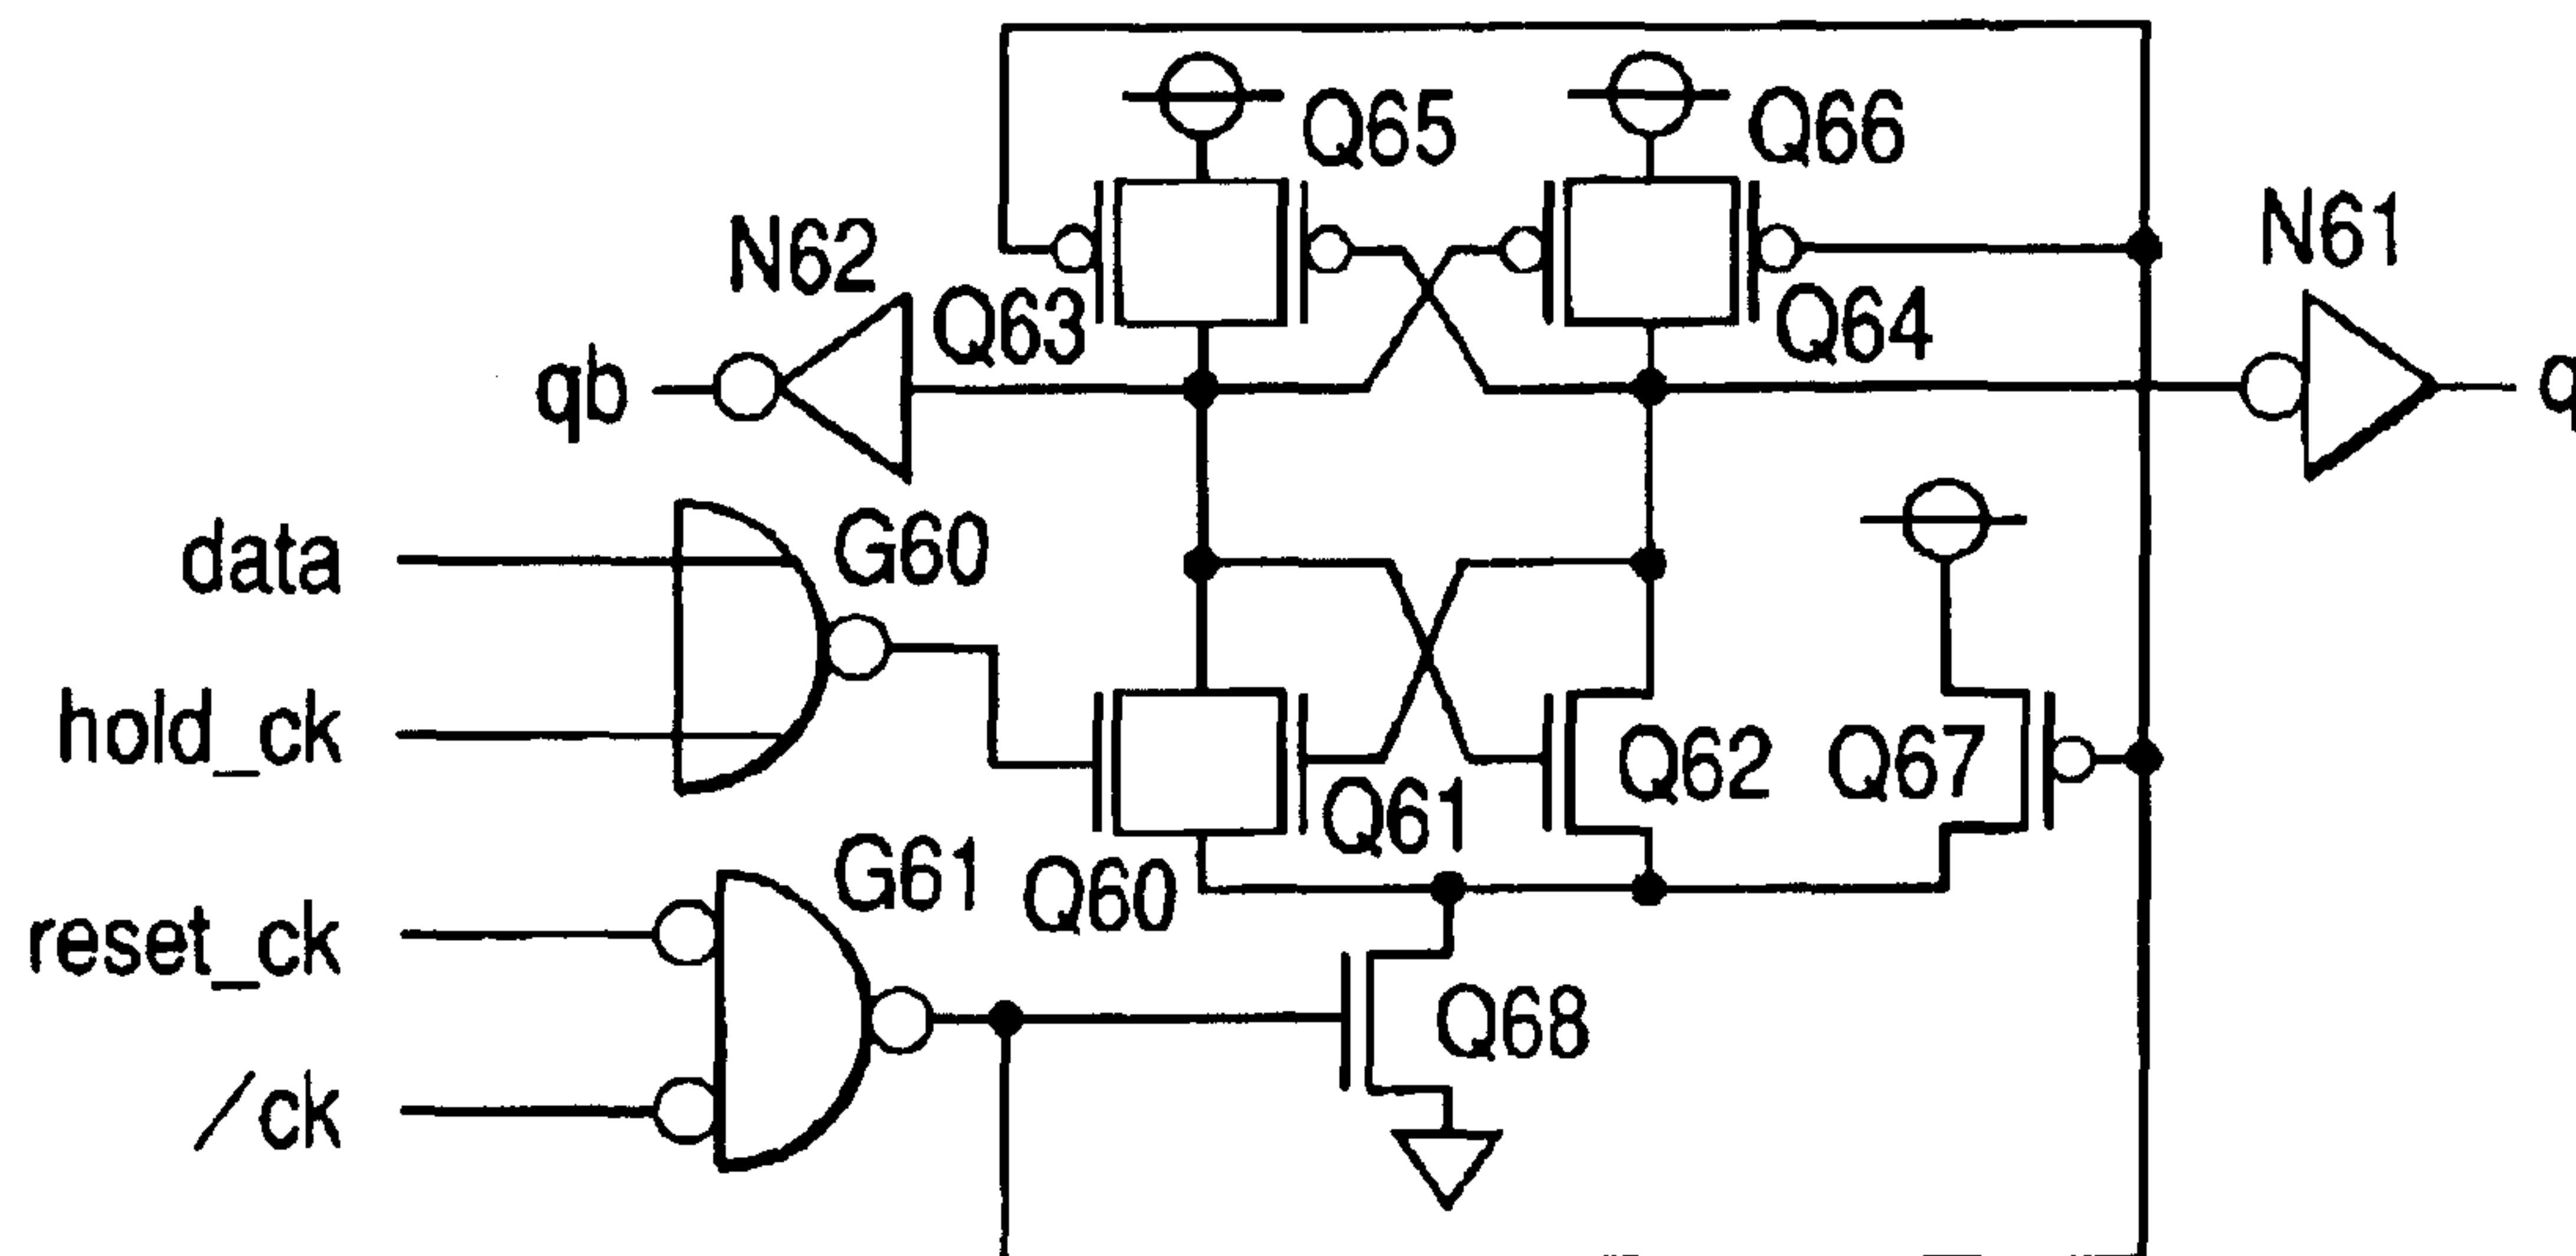 Q65
Q66
N62
N61
Q63
Q64
qb
q
data
G60
hold_ck
Q62
Q67
Q61
G61
Q60
reset_ck
Q68
/ck